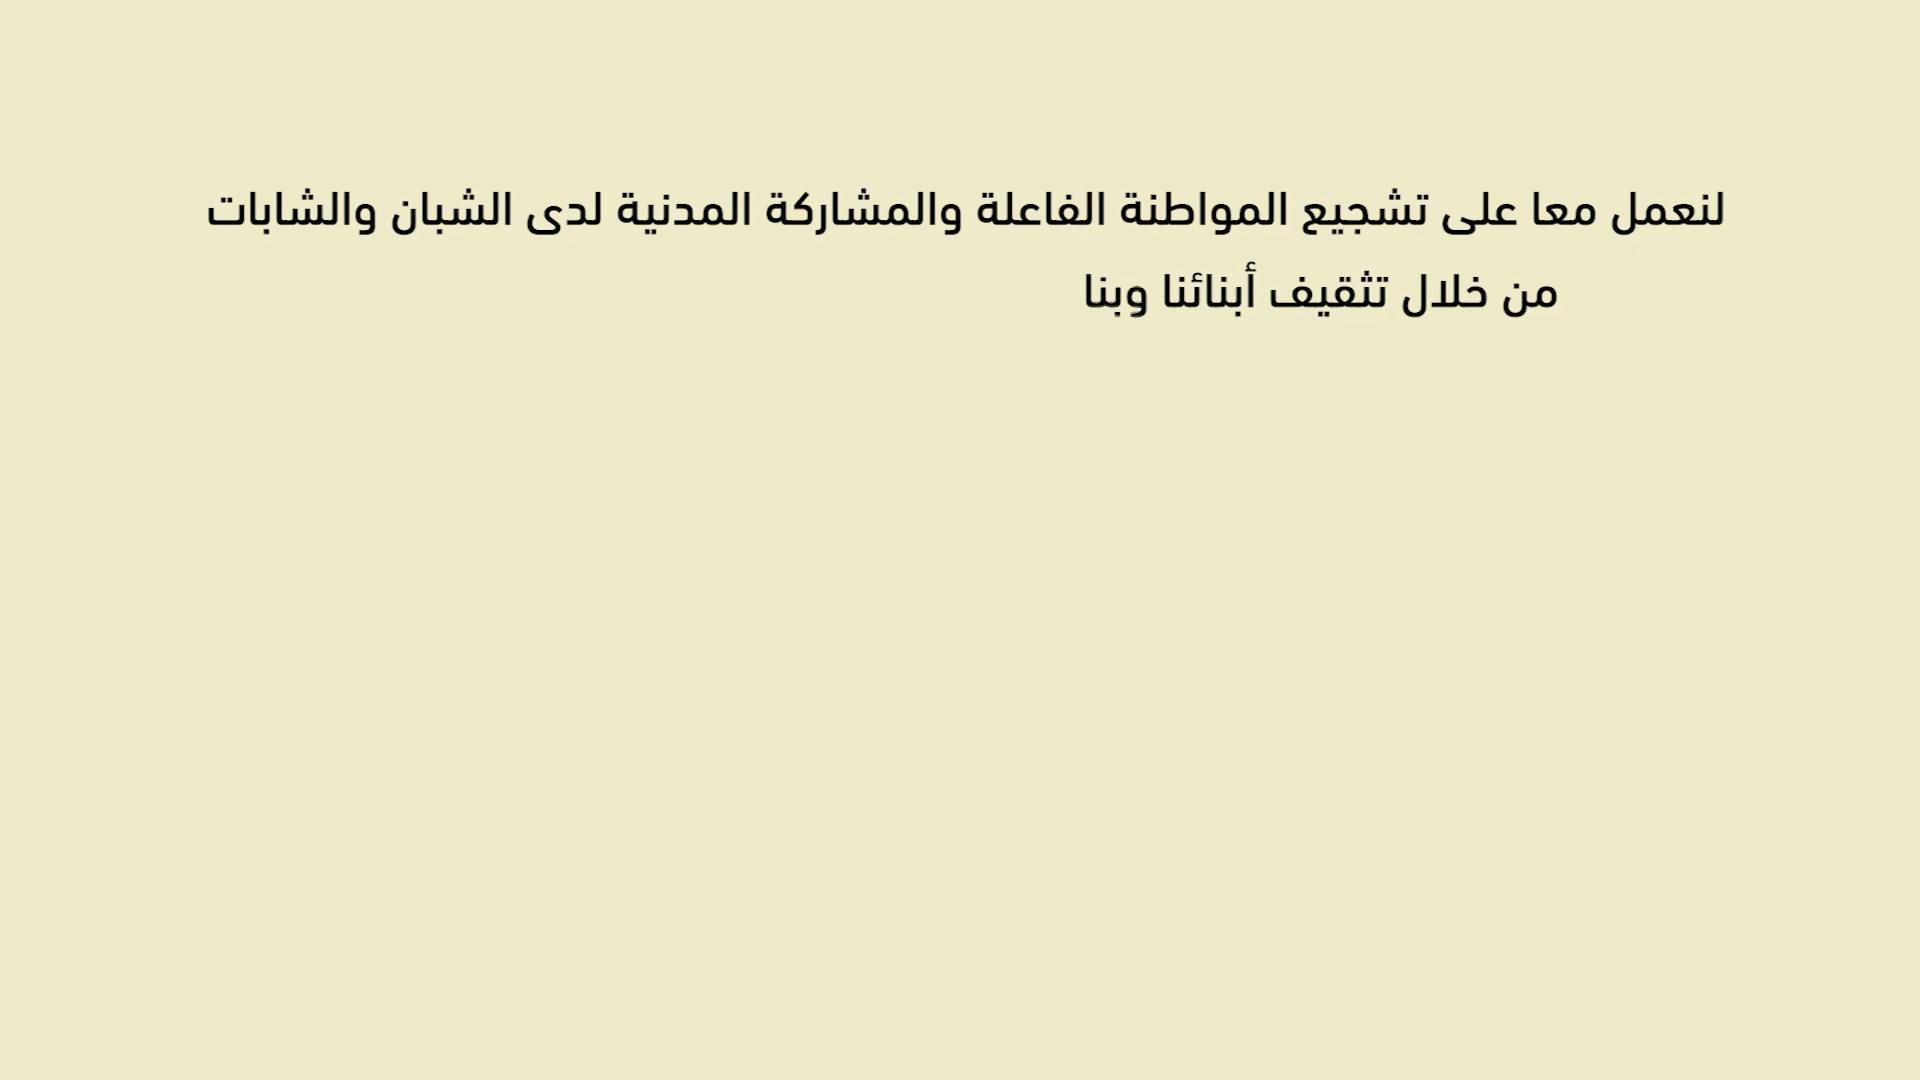 لنعمل معا على تشجيع المواطنة الفاعلة والمشاركة المدنية لدى الشبان والشابات
من خلال تثقيف أبنائنا وبنا